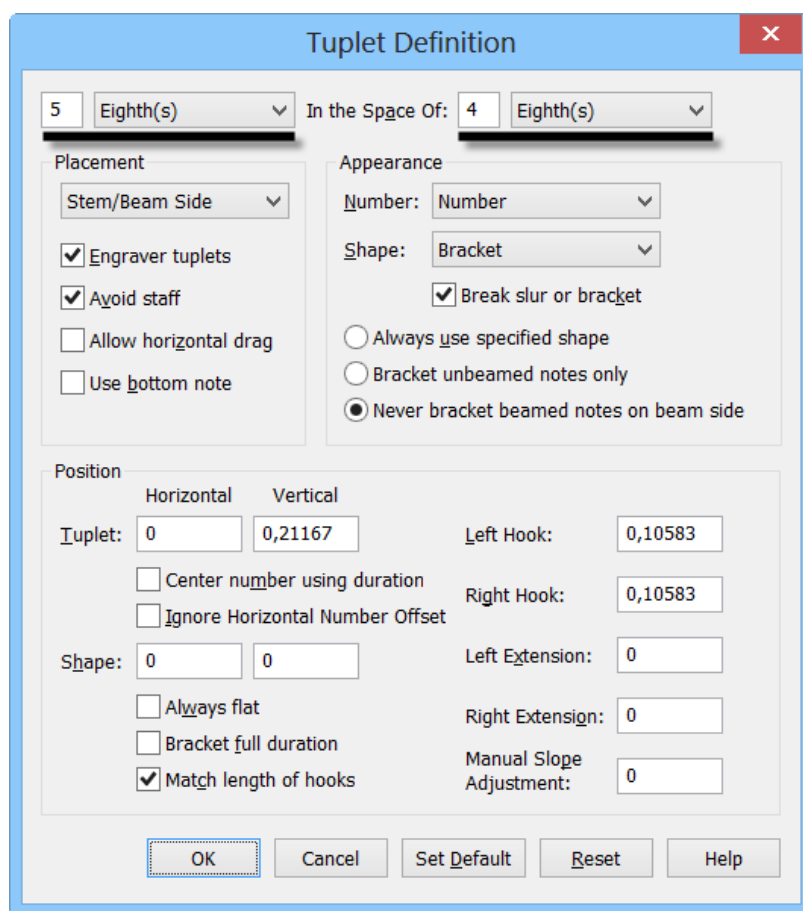 Tuplet Definition
x
5 Eighth(s) In the Space Of: 4 Eighth(s)
Placement
Stem/Beam Side
Engraver tuplets
Avoid staff
Allow horizontal drag
Use bottom note
Appearance
Number: Number
Shape: Bracket
Break slur or bracket
Always use specified shape
Bracket unbeamed notes only
Never bracket beamed notes on beam side
Position
Horizontal Vertical
Tuplet: 0 0,21167
Center number using duration
Ignore Horizontal Number Offset
Shape: 0 0
Always flat
Bracket full duration
Match length of hooks
Left Hook: 0,10583
Right Hook: 0,10583
Left Extension: 0
Right Extension: 0
Manual Slope
Adjustment: 0
OK Cancel Set Default Reset Help